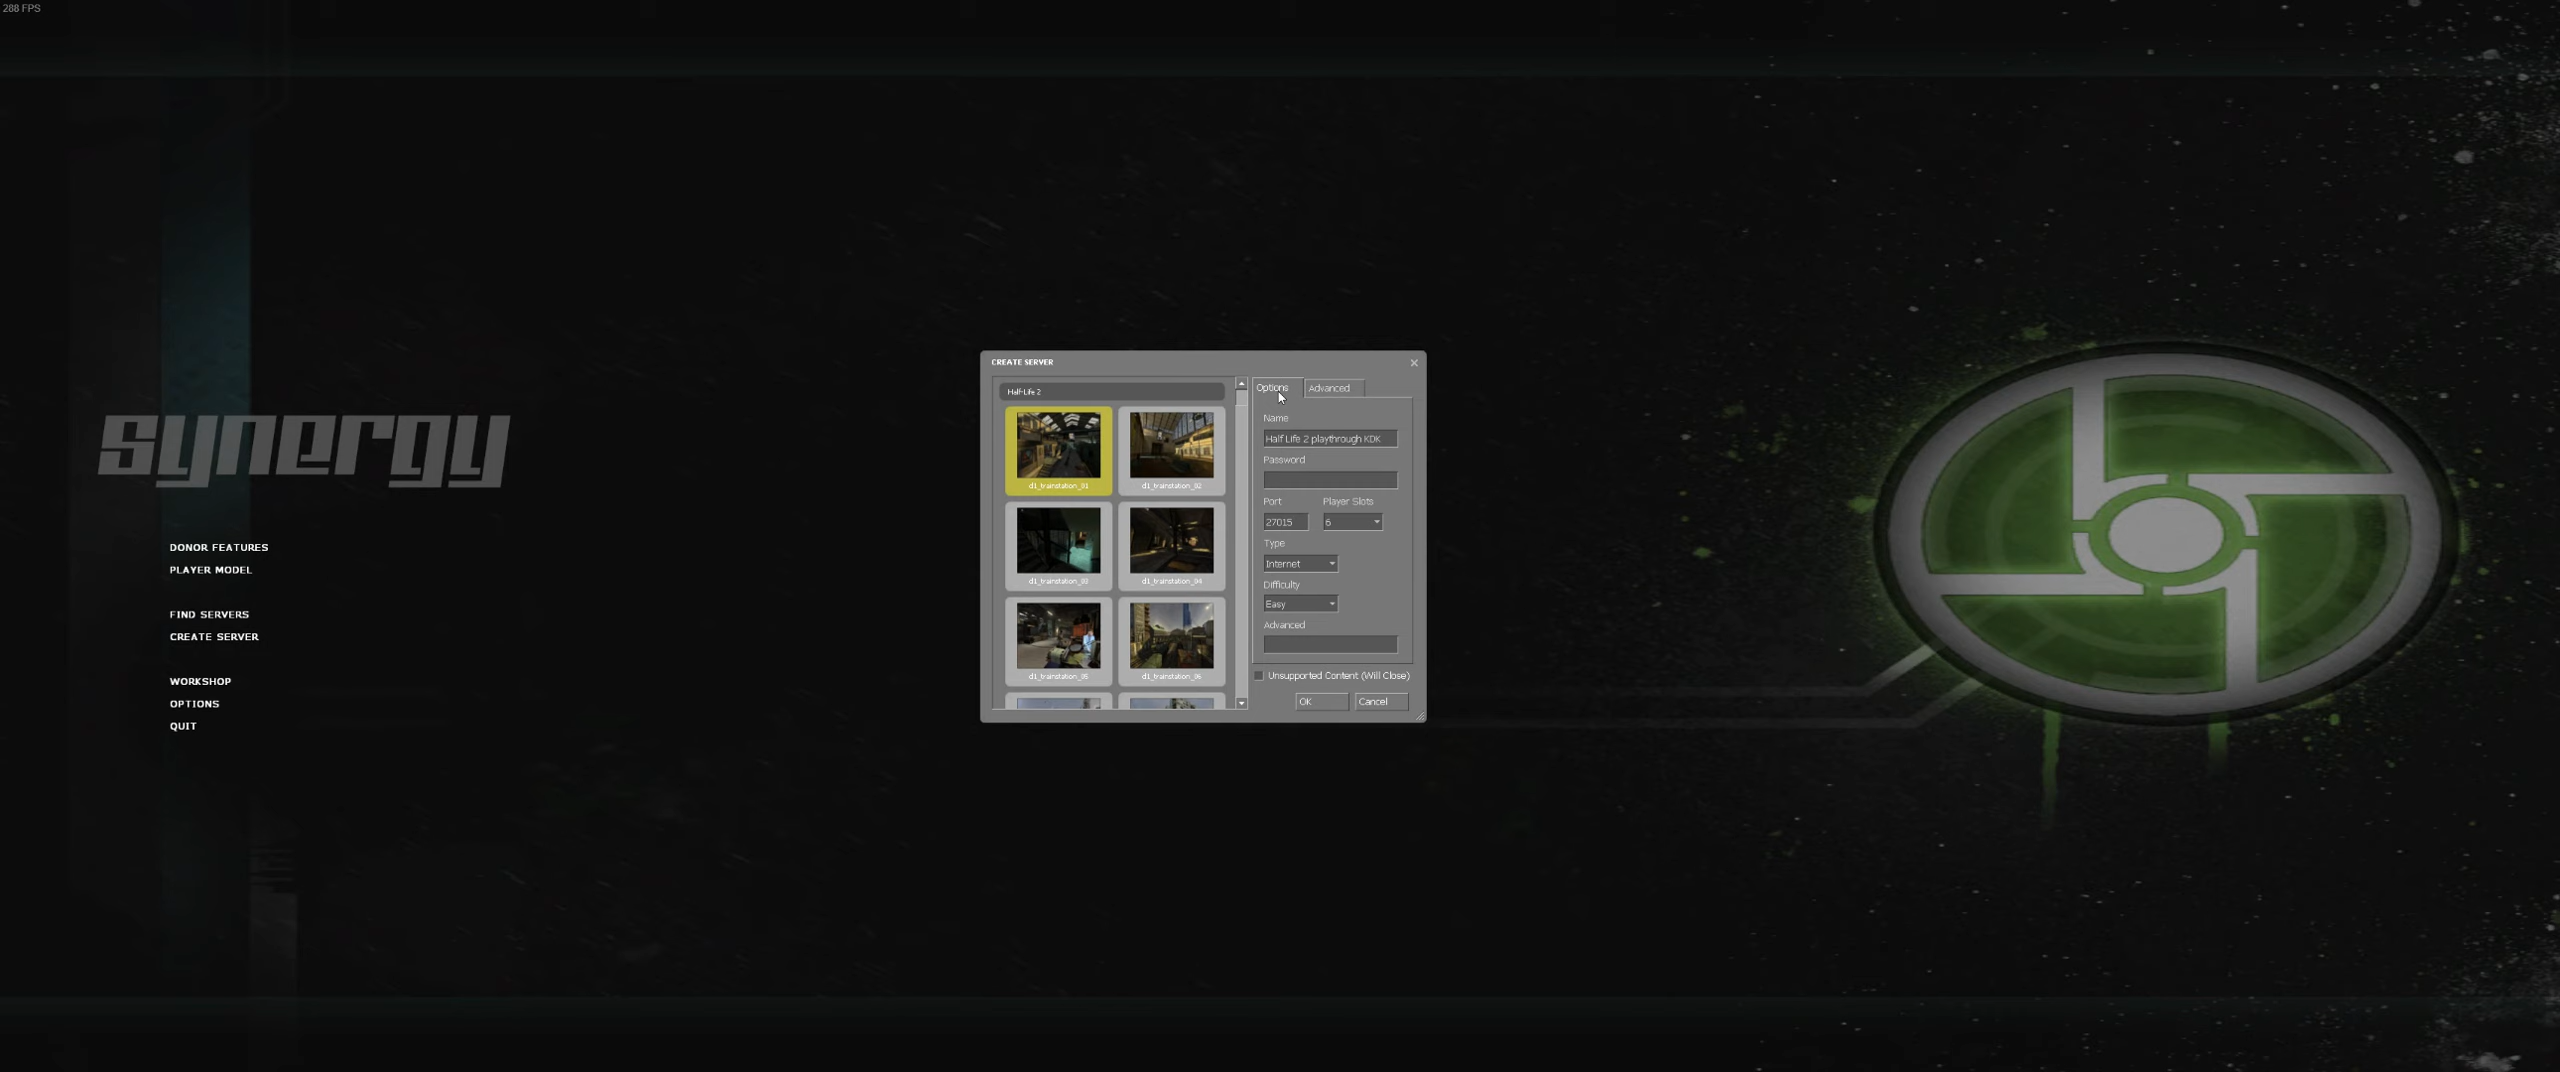 288 FPS
synergy
DONOR FEATURES
PLAYER MODEL
FIND SERVERS
CREATE SERVER
WORKSHOP
OPTIONS
QUIT
CREATE SERVER
Half-Life 2
d1_trainstation_01
d1_trainstation_02
d1_trainstation_03
d1_trainstation_04
d1_trainstation_05
d1_trainstation_06
Options
Advanced
Name
Half Life 2 playthrough KDK
Password
Port
Player Slots
27015
6
Type
Internet
Difficulty
Easy
Advanced
Unsupported Content (Will Close)
OK
Cancel